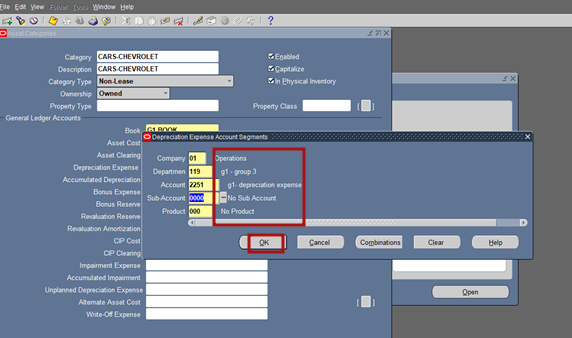 File Edit View Folder Tools Window Help
Asset Categories
Category CARS-CHEVROLET Enabled
Description CARS-CHEVROLET Capitalize
Category Type Non-Lease In Physical Inventory
Ownership Owned
Property Type Property Class [ ]
General Ledger Accounts
Book G1 BOOK
Asset Cost
Asset Clearing
Depreciation Expense
Accumulated Depreciation
Bonus Expense
Bonus Reserve
Revaluation Reserve
Revaluation Amortization
CIP Cost
CIP Clearing
Impairment Expense
Accumulated Impairment
Unplanned Depreciation Expense
Alternate Asset Cost [ ]
Write-Off Expense
Depreciation Expense Account Segments
Company 01 Operations
Departmen 119 g1 - group 3
Account 2251 g1- depreciation expense
Sub-Account 0000 No Sub Account
Product 000 No Product
OK Cancel Combinations Clear Help
Open